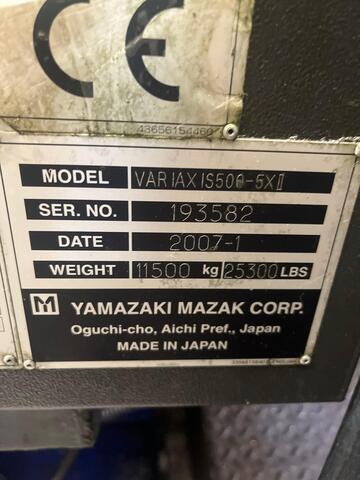 CE
43656154460
MODEL VARIAXIS500-5XⅡ
SER. NO. 193582
DATE 2007-1
WEIGHT 11500 kg 25300 LBS
M YAMAZAKI MAZAK CORP.
Oguchi-cho, Aichi Pref., Japan
MADE IN JAPAN